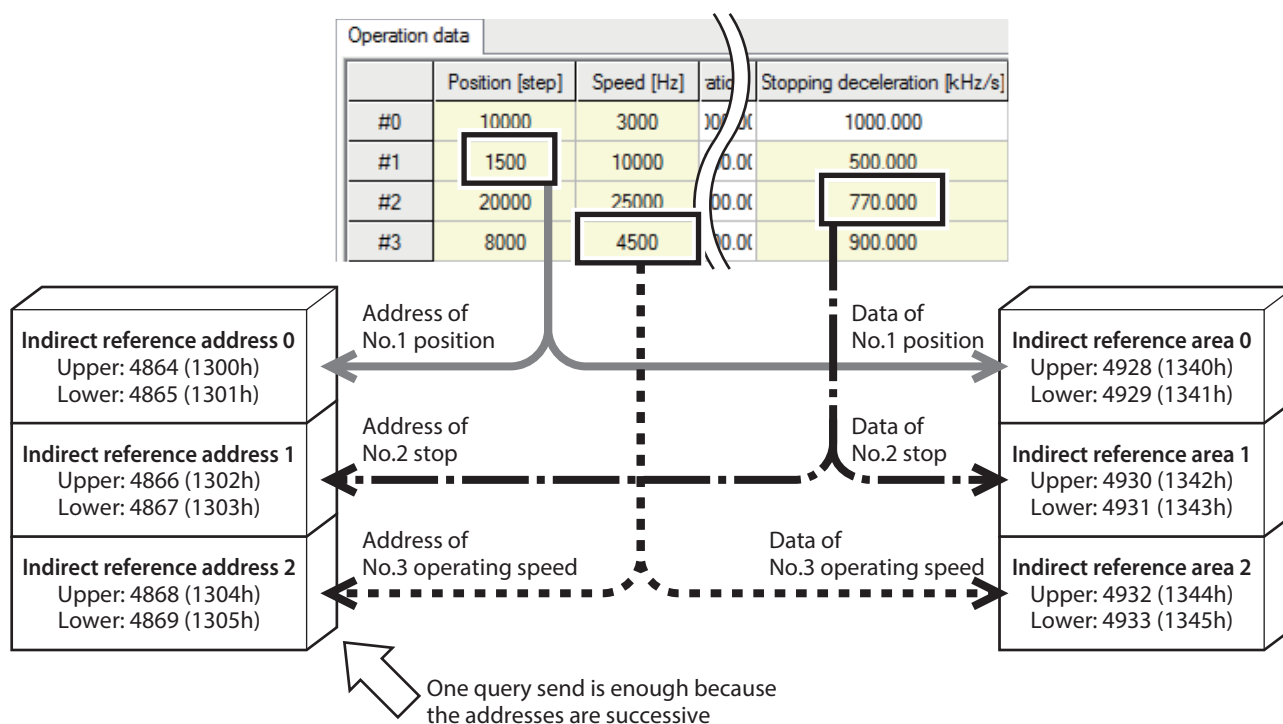 Operation data
Position [step] Speed [Hz] Stopping deceleration [kHz/s]
#0 10000 3000 1000.000
#1 1500 10000 500.000
#2 20000 25000 770.000
#3 8000 4500 900.000
Address of
No.1 position
Data of
No.1 position
Indirect reference address 0
Upper: 4864 (1300h)
Lower: 4865 (1301h)
Indirect reference area 0
Upper: 4928 (1340h)
Lower: 4929 (1341h)
Address of
No.2 stop
Data of
No.2 stop
Indirect reference address 1
Upper: 4866 (1302h)
Lower: 4867 (1303h)
Indirect reference area 1
Upper: 4930 (1342h)
Lower: 4931 (1343h)
Address of
No.3 operating speed
Data of
No.3 operating speed
Indirect reference address 2
Upper: 4868 (1304h)
Lower: 4869 (1305h)
Indirect reference area 2
Upper: 4932 (1344h)
Lower: 4933 (1345h)
One query send is enough because
the addresses are successive